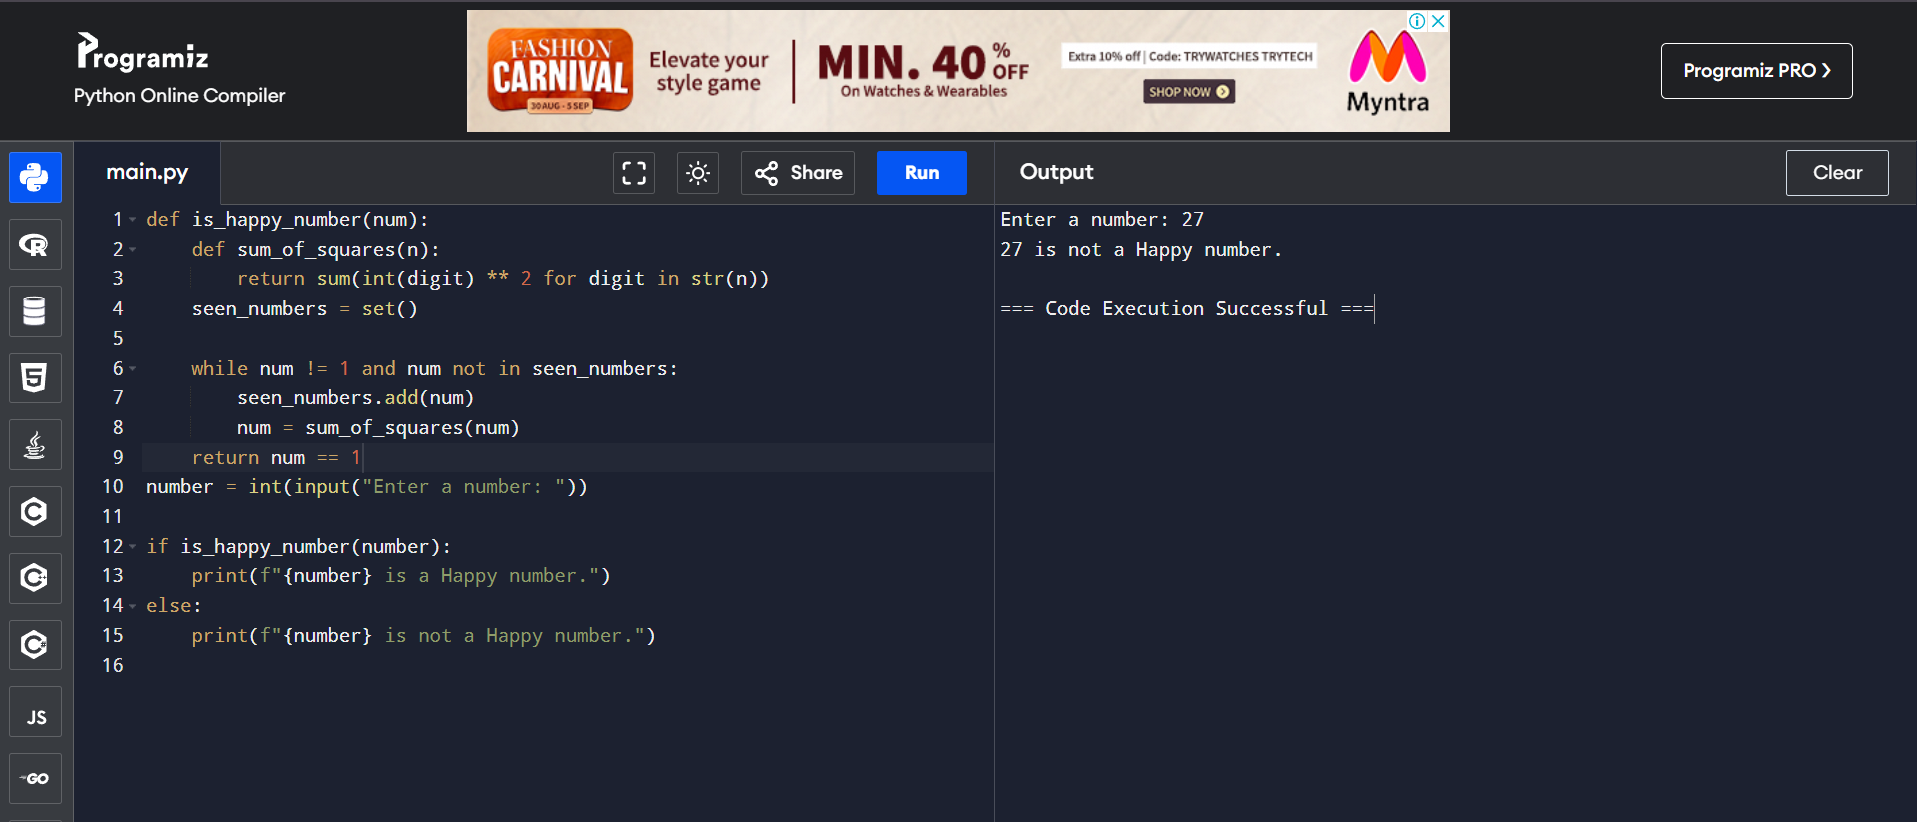 Programiz
Python Online Compiler
FASHION
CARNIVAL
30 AUG - 5 SEP
Elevate your
style game
MIN. 40% OFF
On Watches & Wearables
Extra 10% off | Code: TRYWATCHES TRYTECH
SHOP NOW
Myntra
Programiz PRO ❯
main.py
Share
Run
Output
Clear
1 def is_happy_number(num):
2     def sum_of_squares(n):
3         return sum(int(digit) ** 2 for digit in str(n))
4     seen_numbers = set()
5
6     while num != 1 and num not in seen_numbers:
7         seen_numbers.add(num)
8         num = sum_of_squares(num)
9     return num == 1
10 number = int(input("Enter a number: "))
11
12 if is_happy_number(number):
13     print(f"{number} is a Happy number.")
14 else:
15     print(f"{number} is not a Happy number.")
16
Enter a number: 27
27 is not a Happy number.
=== Code Execution Successful ===
R
5
C
C++
C#
JS
GO